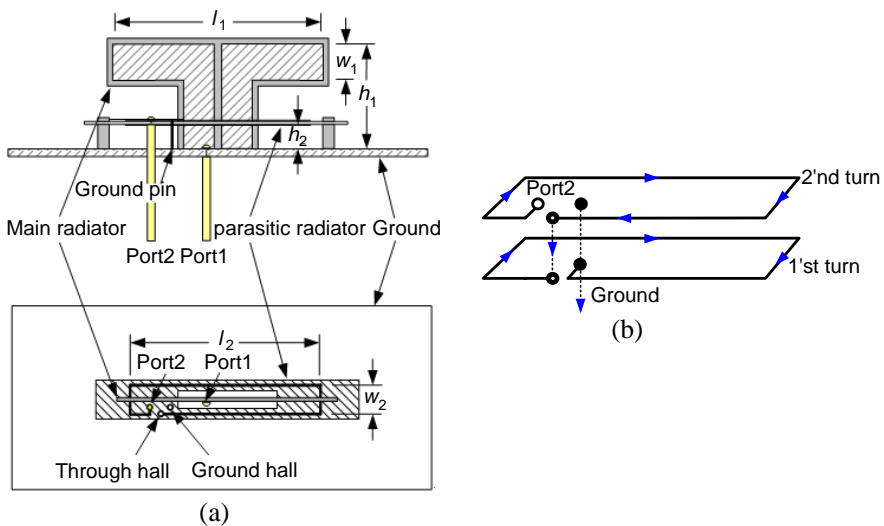 l1
w1
h1
h2
Ground pin
Main radiator
parasitic radiator Ground
Port2 Port1
l2
Port2
Port1
w2
Through hall
Ground hall
(a)
2'nd turn
Port2
1'st turn
Ground
(b)